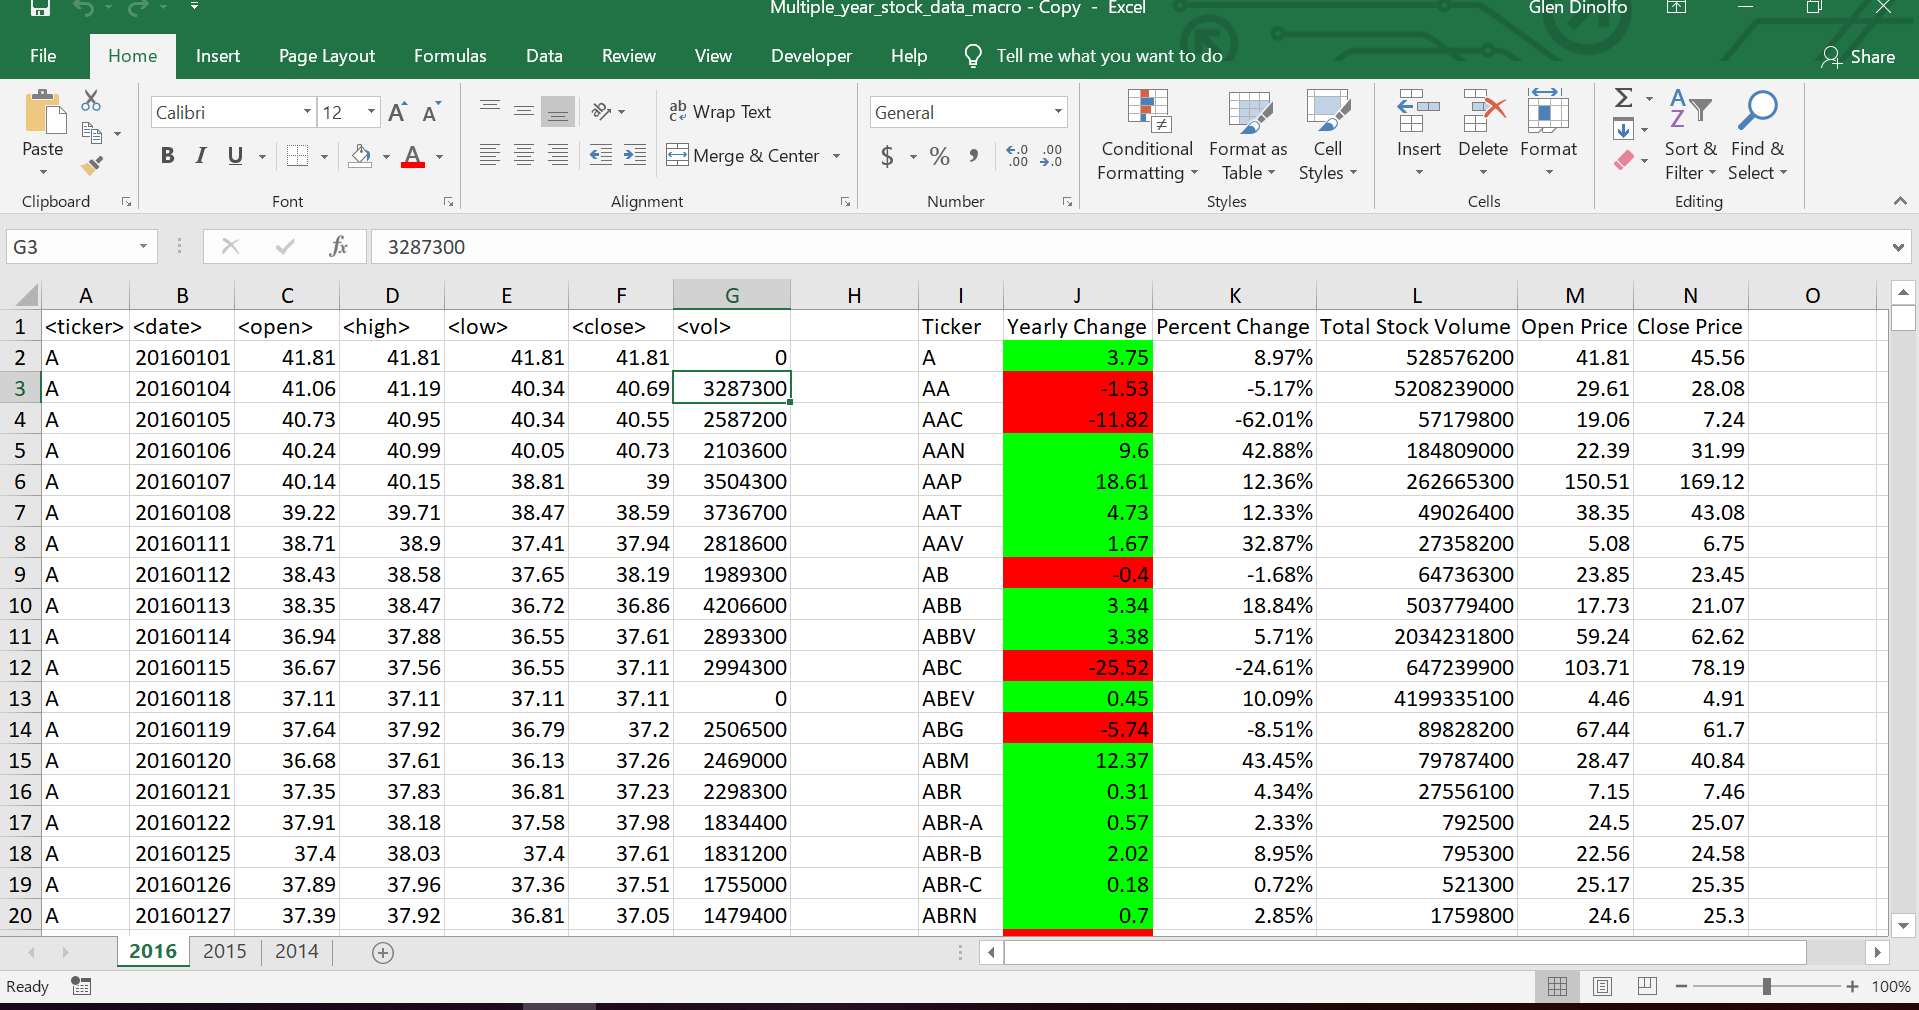 Multiple_year_stock_data_macro - Copy - Excel Glen Dinolfo
File Home Insert Page Layout Formulas Data Review View Developer Help Tell me what you want to do Share
Calibri 12 A A ab Wrap Text General Σ A Z
Paste B I U A Merge & Center $ % , ←.0 .00 .00 →.0 Conditional Formatting Format as Table Cell Styles Insert Delete Format Sort & Filter Find & Select
Clipboard Font Alignment Number Styles Cells Editing
G3 fx 3287300
A B C D E F G H I J K L M N O
1 <ticker> <date> <open> <high> <low> <close> <vol> Ticker Yearly Change Percent Change Total Stock Volume Open Price Close Price
2 A 20160101 41.81 41.81 41.81 41.81 0 A 3.75 8.97% 528576200 41.81 45.56
3 A 20160104 41.06 41.19 40.34 40.69 3287300 AA -1.53 -5.17% 5208239000 29.61 28.08
4 A 20160105 40.73 40.95 40.34 40.55 2587200 AAC -11.82 -62.01% 57179800 19.06 7.24
5 A 20160106 40.24 40.99 40.05 40.73 2103600 AAN 9.6 42.88% 184809000 22.39 31.99
6 A 20160107 40.14 40.15 38.81 39 3504300 AAP 18.61 12.36% 262665300 150.51 169.12
7 A 20160108 39.22 39.71 38.47 38.59 3736700 AAT 4.73 12.33% 49026400 38.35 43.08
8 A 20160111 38.71 38.9 37.41 37.94 2818600 AAV 1.67 32.87% 27358200 5.08 6.75
9 A 20160112 38.43 38.58 37.65 38.19 1989300 AB -0.4 -1.68% 64736300 23.85 23.45
10 A 20160113 38.35 38.47 36.72 36.86 4206600 ABB 3.34 18.84% 503779400 17.73 21.07
11 A 20160114 36.94 37.88 36.55 37.61 2893300 ABBV 3.38 5.71% 2034231800 59.24 62.62
12 A 20160115 36.67 37.56 36.55 37.11 2994300 ABC -25.52 -24.61% 647239900 103.71 78.19
13 A 20160118 37.11 37.11 37.11 37.11 0 ABEV 0.45 10.09% 4199335100 4.46 4.91
14 A 20160119 37.64 37.92 36.79 37.2 2506500 ABG -5.74 -8.51% 89828200 67.44 61.7
15 A 20160120 36.68 37.61 36.13 37.26 2469000 ABM 12.37 43.45% 79787400 28.47 40.84
16 A 20160121 37.35 37.83 36.81 37.23 2298300 ABR 0.31 4.34% 27556100 7.15 7.46
17 A 20160122 37.91 38.18 37.58 37.98 1834400 ABR-A 0.57 2.33% 792500 24.5 25.07
18 A 20160125 37.4 38.03 37.4 37.61 1831200 ABR-B 2.02 8.95% 795300 22.56 24.58
19 A 20160126 37.89 37.96 37.36 37.51 1755000 ABR-C 0.18 0.72% 521300 25.17 25.35
20 A 20160127 37.39 37.92 36.81 37.05 1479400 ABRN 0.7 2.85% 1759800 24.6 25.3
2016 2015 2014
Ready 100%